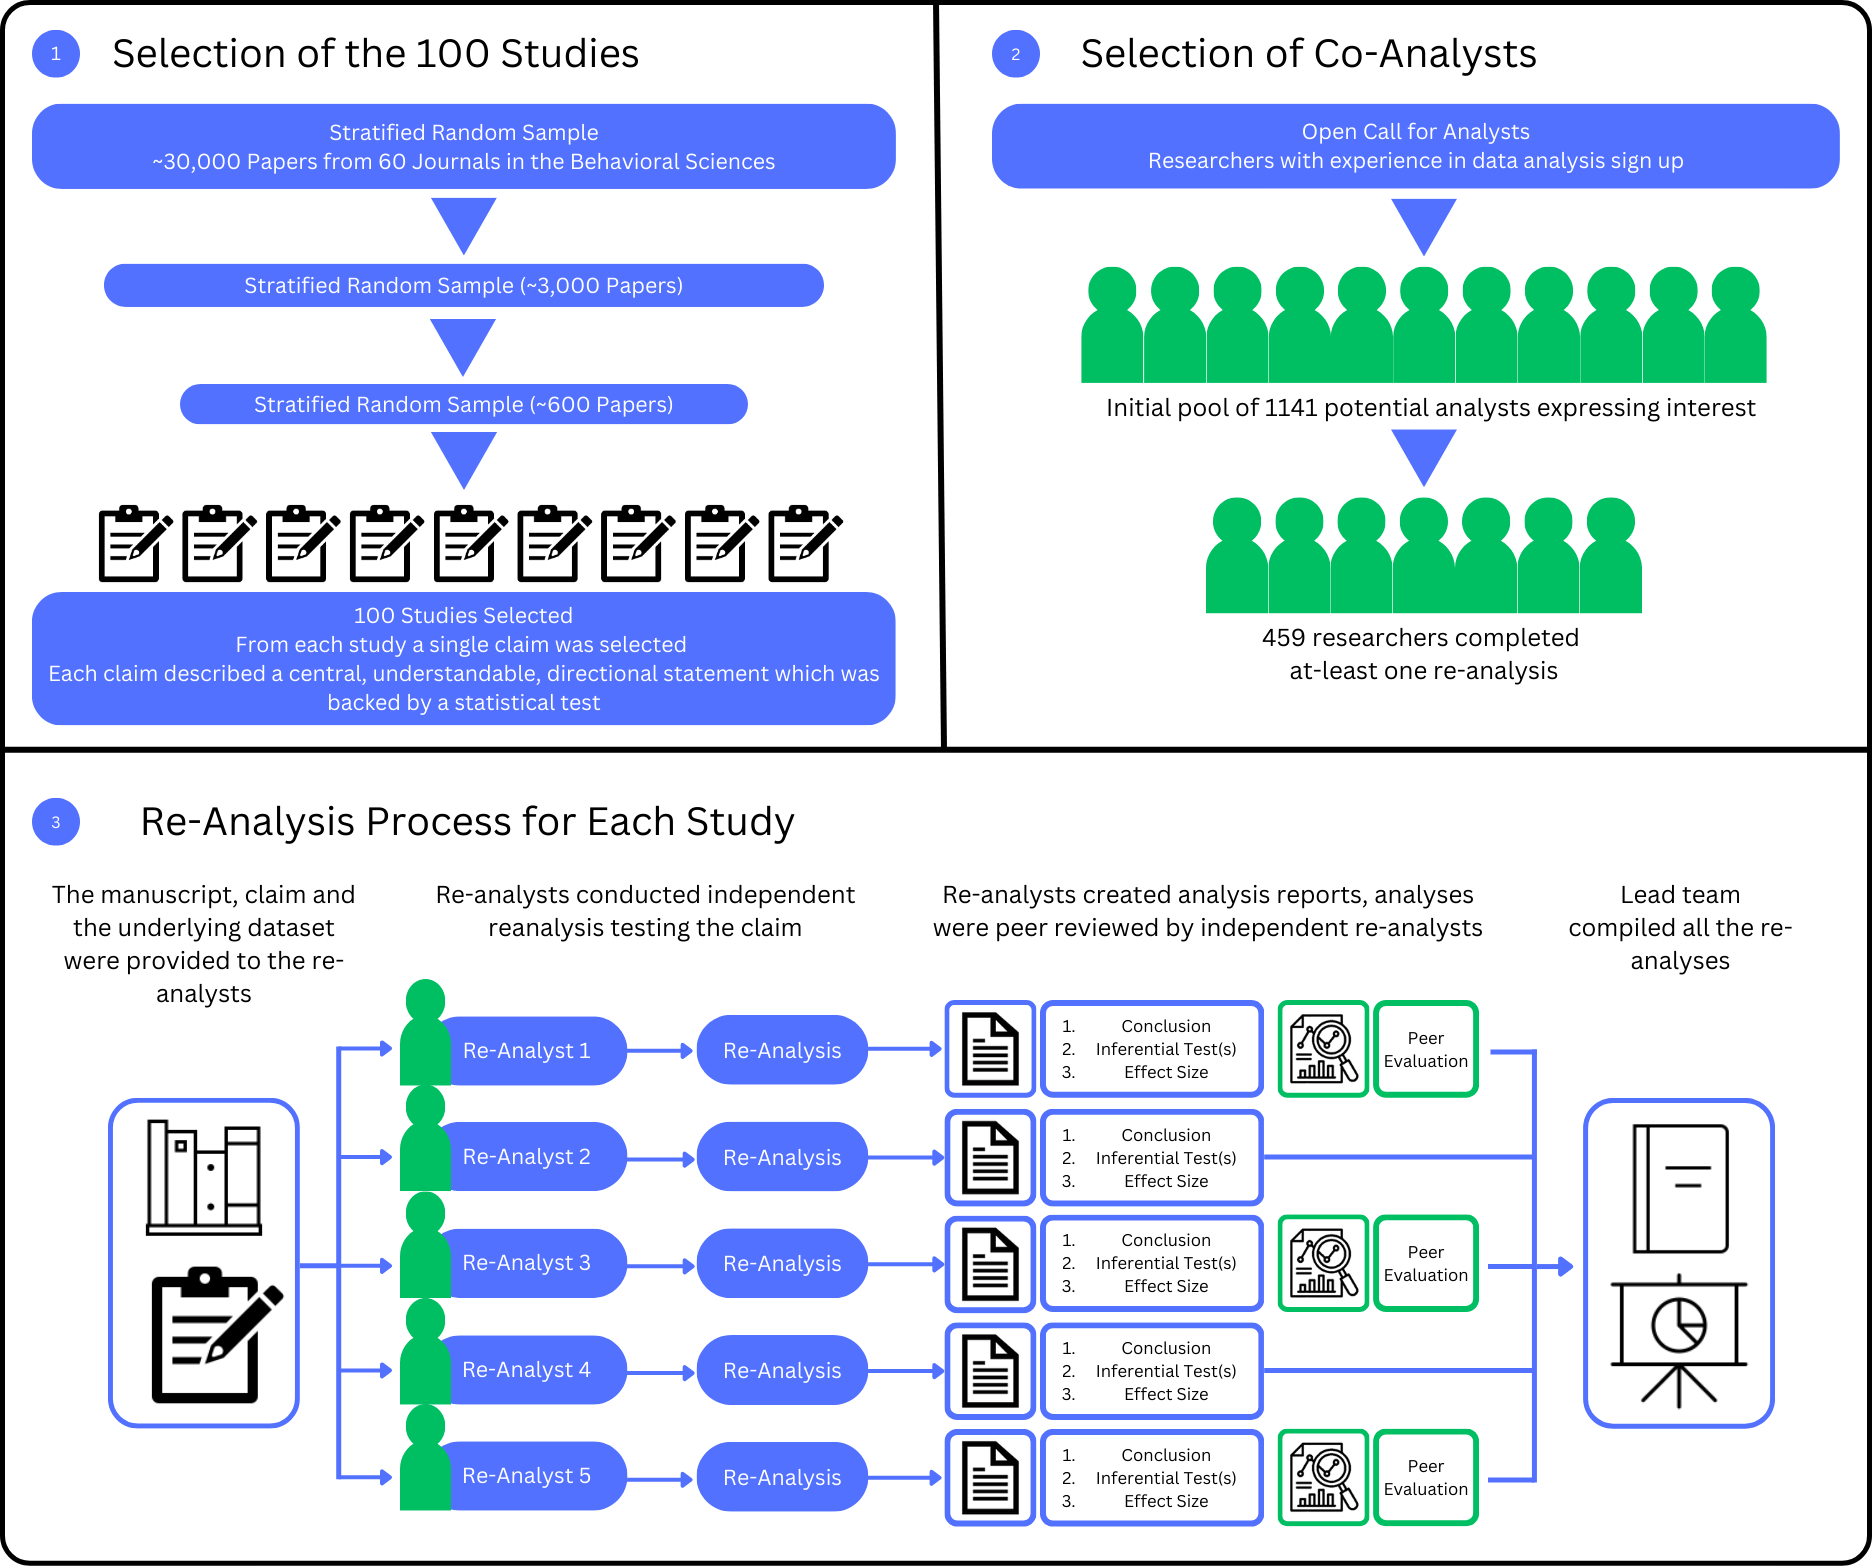 1
Selection of the 100 Studies
Stratified Random Sample
~30,000 Papers from 60 Journals in the Behavioral Sciences
Stratified Random Sample (~3,000 Papers)
Stratified Random Sample (~600 Papers)
100 Studies Selected
From each study a single claim was selected
Each claim described a central, understandable, directional statement which was
backed by a statistical test
2
Selection of Co-Analysts
Open Call for Analysts
Researchers with experience in data analysis sign up
Initial pool of 1141 potential analysts expressing interest
459 researchers completed
at-least one re-analysis
3
Re-Analysis Process for Each Study
The manuscript, claim and
the underlying dataset
were provided to the re-
analysts
Re-analysts conducted independent
reanalysis testing the claim
Re-analysts created analysis reports, analyses
were peer reviewed by independent re-analysts
Lead team
compiled all the re-
analyses
Re-Analyst 1
Re-Analysis
1. Conclusion
2. Inferential Test(s)
3. Effect Size
Peer
Evaluation
Re-Analyst 2
Re-Analysis
1. Conclusion
2. Inferential Test(s)
3. Effect Size
Re-Analyst 3
Re-Analysis
1. Conclusion
2. Inferential Test(s)
3. Effect Size
Peer
Evaluation
Re-Analyst 4
Re-Analysis
1. Conclusion
2. Inferential Test(s)
3. Effect Size
Re-Analyst 5
Re-Analysis
1. Conclusion
2. Inferential Test(s)
3. Effect Size
Peer
Evaluation